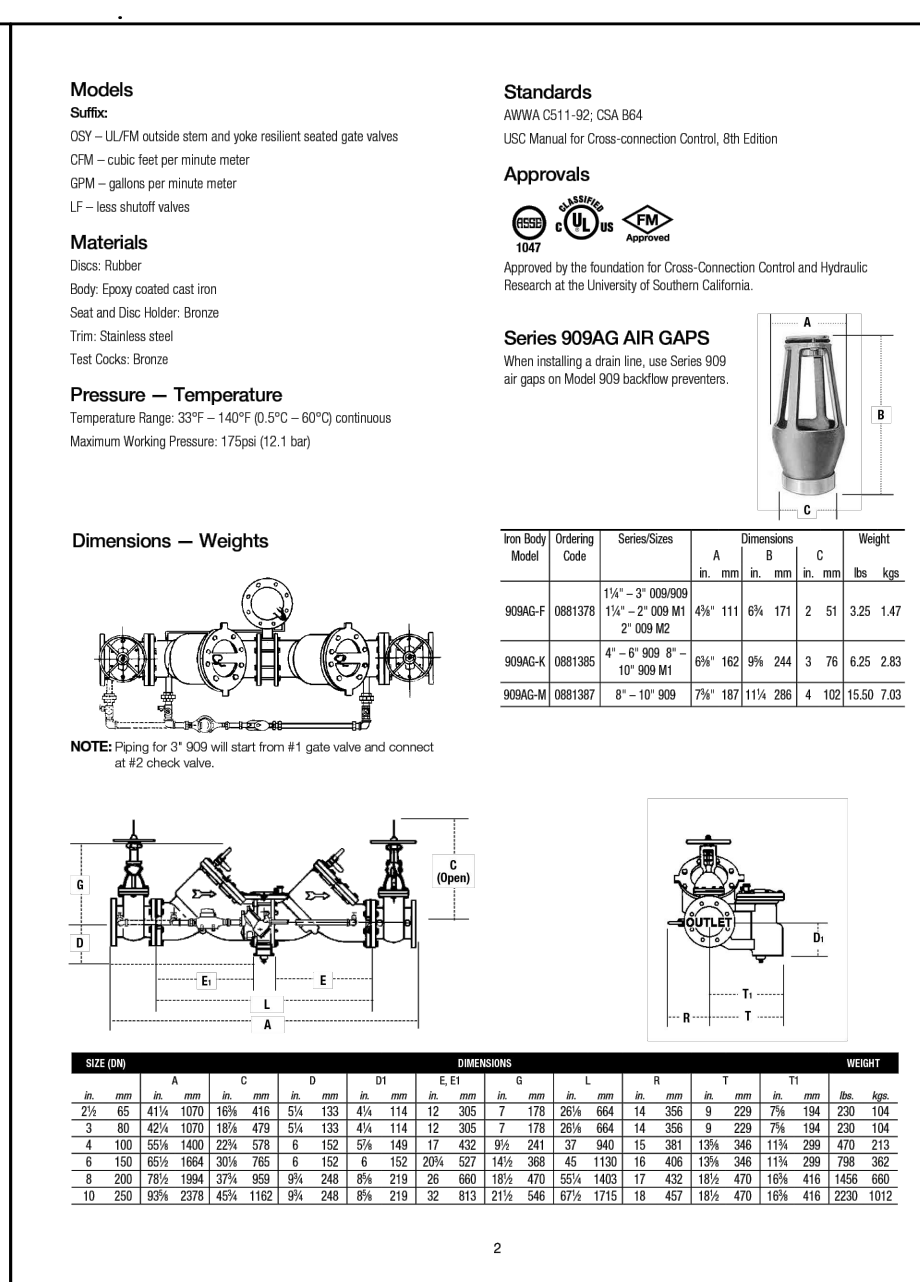 Models
Suffix:
OSY – UL/FM outside stem and yoke resilient seated gate valves
CFM – cubic feet per minute meter
GPM – gallons per minute meter
LF – less shutoff valves
Materials
Discs: Rubber
Body: Epoxy coated cast iron
Seat and Disc Holder: Bronze
Trim: Stainless steel
Test Cocks: Bronze
Pressure — Temperature
Temperature Range: 33°F – 140°F (0.5°C – 60°C) continuous
Maximum Working Pressure: 175psi (12.1 bar)
Standards
AWWA C511-92; CSA B64
USC Manual for Cross-connection Control, 8th Edition
Approvals
ASSE
1047
CLASSIFIED
C UL US
®
FM
Approved
Approved by the foundation for Cross-Connection Control and Hydraulic
Research at the University of Southern California.
Series 909AG AIR GAPS
When installing a drain line, use Series 909
air gaps on Model 909 backflow preventers.
A
B
C
Iron Body Ordering Series/Sizes Dimensions Weight
Model Code A B C
in. mm in. mm in. mm lbs kgs
1¼" – 3" 009/909
909AG-F 0881378 1¼" – 2" 009 M1 4⅜" 111 6¾ 171 2 51 3.25 1.47
2" 009 M2
4" – 6" 909 8" –
909AG-K 0881385 6⅜" 162 9⅝ 244 3 76 6.25 2.83
10" 909 M1
909AG-M 0881387 8" – 10" 909 7⅜" 187 11¼ 286 4 102 15.50 7.03
Dimensions — Weights
NOTE: Piping for 3" 909 will start from #1 gate valve and connect
at #2 check valve.
G
D
C
(Open)
E1
E
L
A
OUTLET
D1
T1
R
T
SIZE (DN) DIMENSIONS WEIGHT
A C D D1 E, E1 G L R T T1
in. mm in. mm in. mm in. mm in. mm in. mm in. mm in. mm in. mm in. mm in. mm lbs. kgs.
2½ 65 41¼ 1070 16⅜ 416 5¼ 133 4¼ 114 12 305 7 178 26⅛ 664 14 356 9 229 7⅝ 194 230 104
3 80 42¼ 1070 18⅞ 479 5¼ 133 4¼ 114 12 305 7 178 26⅛ 664 14 356 9 229 7⅝ 194 230 104
4 100 55⅛ 1400 22¾ 578 6 152 5⅞ 149 17 432 9½ 241 37 940 15 381 13⅝ 346 11¾ 299 470 213
6 150 65½ 1664 30⅛ 765 6 152 6 152 20¾ 527 14½ 368 45 1130 16 406 13⅝ 346 11¾ 299 798 362
8 200 78½ 1994 37¾ 959 9¾ 248 8⅝ 219 26 660 18½ 470 55¼ 1403 17 432 18½ 470 16⅜ 416 1456 660
10 250 93⅝ 2378 45¾ 1162 9¾ 248 8⅝ 219 32 813 21½ 546 67½ 1715 18 457 18½ 470 16⅜ 416 2230 1012
2